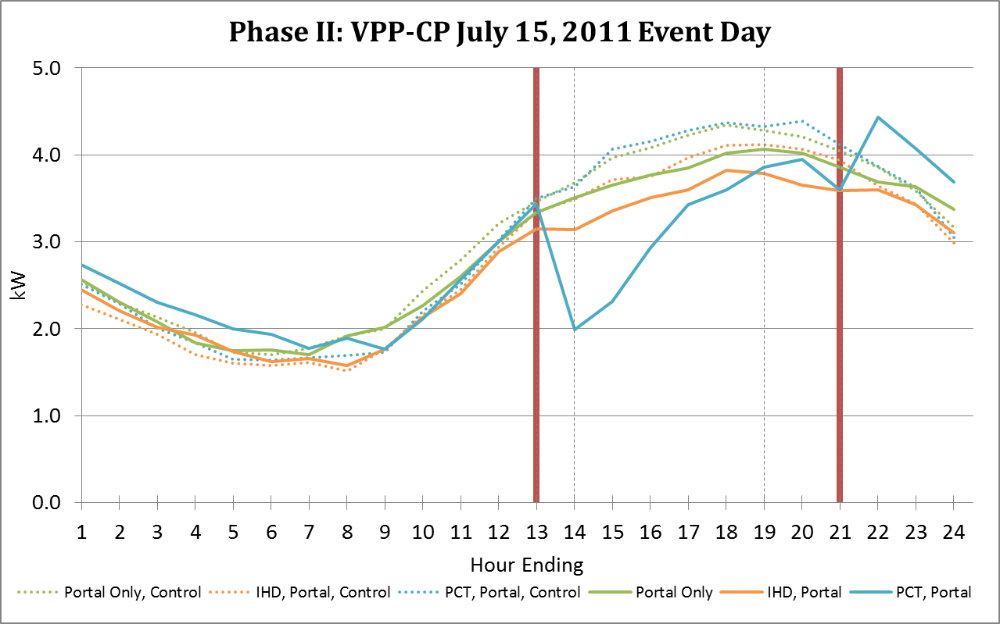 Phase II: VPP-CP July 15, 2011 Event Day
5.0
4.0
3.0
2.0
1.0
0.0
kW
1 2 3 4 5 6 7 8 9 10 11 12 13 14 15 16 17 18 19 20 21 22 23 24
Hour Ending
Portal Only, Control IHD, Portal, Control PCT, Portal, Control Portal Only IHD, Portal PCT, Portal